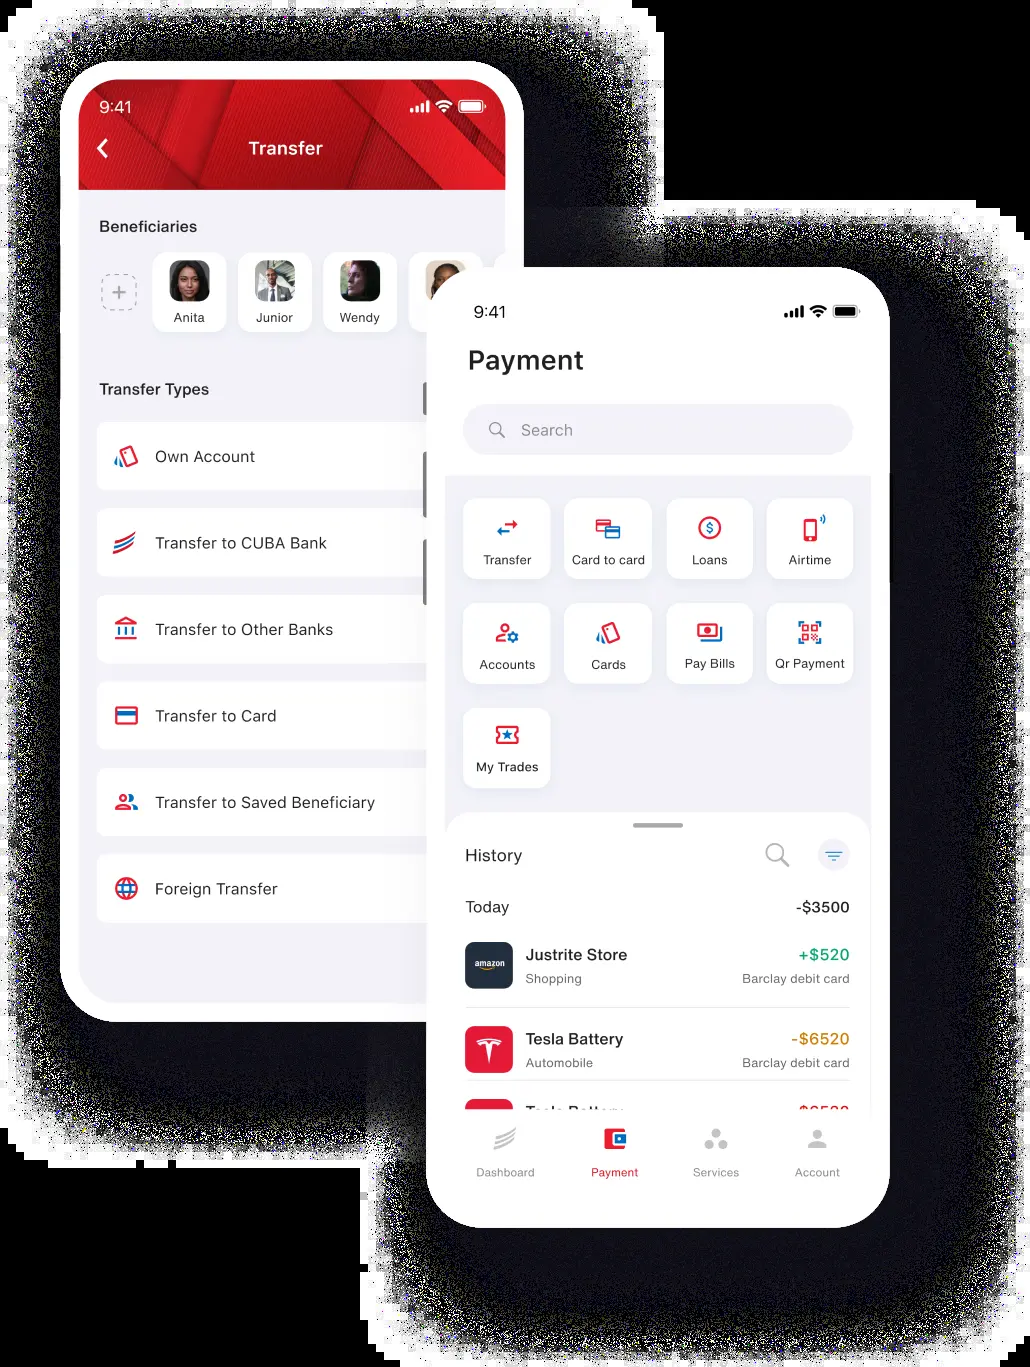 9:41
Transfer
Beneficiaries
Anita
Junior
Wendy
Transfer Types
Own Account
Transfer to CUBA Bank
Transfer to Other Banks
Transfer to Card
Transfer to Saved Beneficiary
Foreign Transfer
9:41
Payment
Search
Transfer
Card to card
Loans
Airtime
Accounts
Cards
Pay Bills
Qr Payment
My Trades
History
Today -$3500
amazon
Justrite Store +$520
Shopping Barclay debit card
Tesla Battery -$6520
Automobile Barclay debit card
Dashboard
Payment
Services
Account